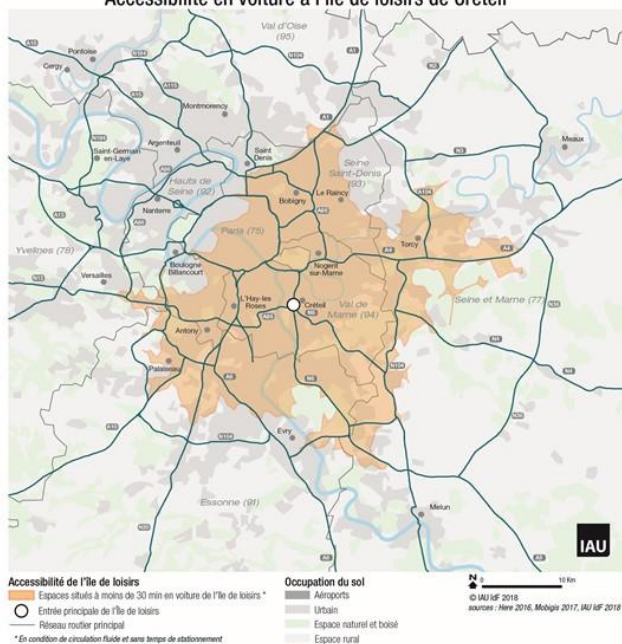 Accessibilité en voiture à l'île de loisirs de Créteil
Val d'Oise
(95)
Pontoise
Cergy
Montmorency
Meaux
Saint-Germain
en-Laye
Argenteuil
Saint
Denis
Seine
Saint-Denis
(93)
Hauts de
Seine (92)
Nanterre
Bobigny
Le Raincy
Paris (75)
Torcy
Yvelines (78)
Boulogne
Billancourt
Nogent
sur-Marne
Versailles
L'Hay-les
Roses
Créteil
Val de
Marne (94)
Seine et Marne (77)
Antony
Palaiseau
Evry
Essonne (91)
Melun
IAU
Accessibilité de l'île de loisirs
Espaces situés à moins de 30 min en voiture de l'île de loisirs *
Entrée principale de l'île de loisirs
Réseau routier principal
* En condition de circulation fluide et sans temps de stationnement
Occupation du sol
Aéroports
Urbain
Espace naturel et boisé
Espace rural
N
0 10 Km
© IAU îdF 2018
sources : Here 2016, Mobigis 2017, IAU îdF 2018